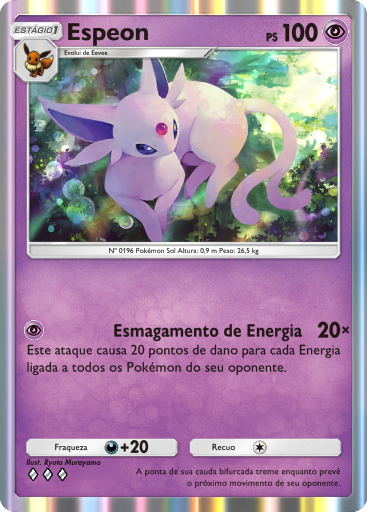 ESTÁGIO 1
Espeon
PS 100
Evolui de Eevee
Nº 0196 Pokémon Sol Altura: 0,9 m Peso: 26,5 kg
Esmagamento de Energia 20×
Este ataque causa 20 pontos de dano para cada Energia
ligada a todos os Pokémon do seu oponente.
Fraqueza +20
Recuo
Ilust. Ryota Murayama
A ponta de sua cauda bifurcada treme enquanto prevê
o próximo movimento de seu oponente.